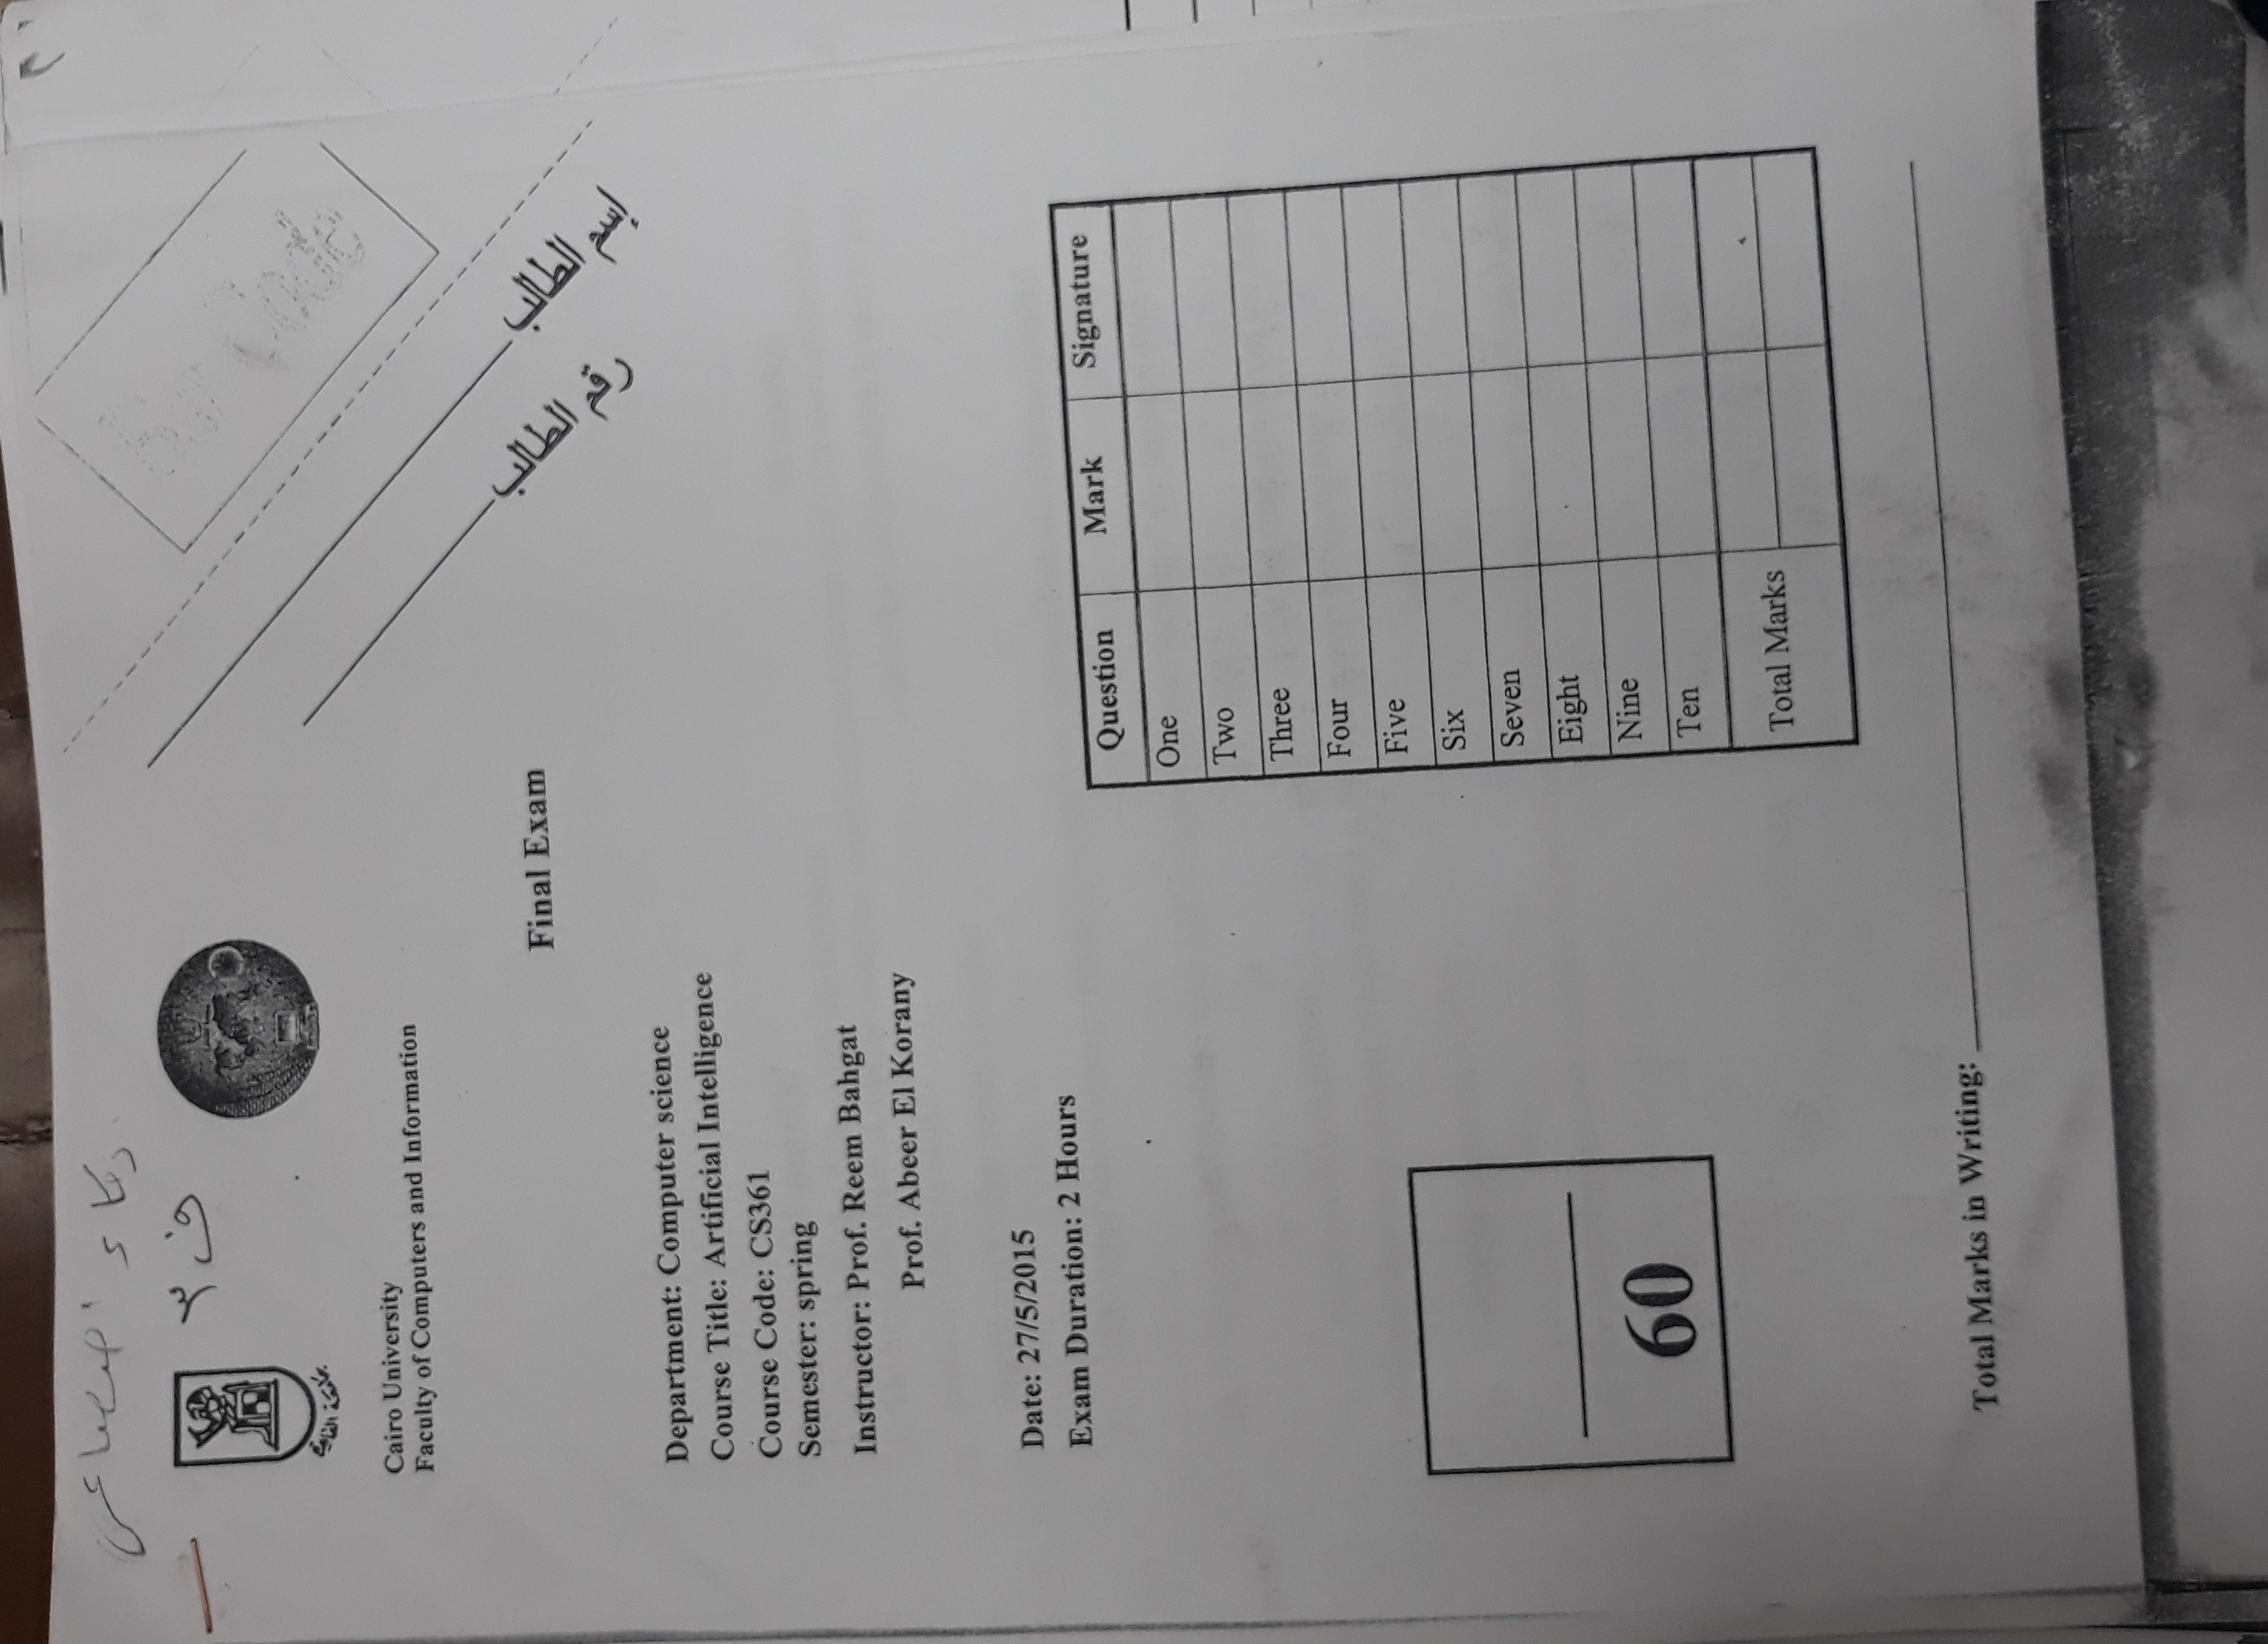 ذكاء اصطناعى
ف ٣
جامعة القاهرة
Bar Code
إسم الطالب
رقم الطالب
Cairo University
Faculty of Computers and Information
Final Exam
Department: Computer science
Course Title: Artificial Intelligence
Course Code: CS361
Semester: spring
Instructor: Prof. Reem Bahgat
Prof. Abeer El Korany
Date: 27/5/2015
Exam Duration: 2 Hours
Question Mark Signature
One
Two
Three
Four
Five
Six
Seven
Eight
Nine
Ten
Total Marks
60
Total Marks in Writing: